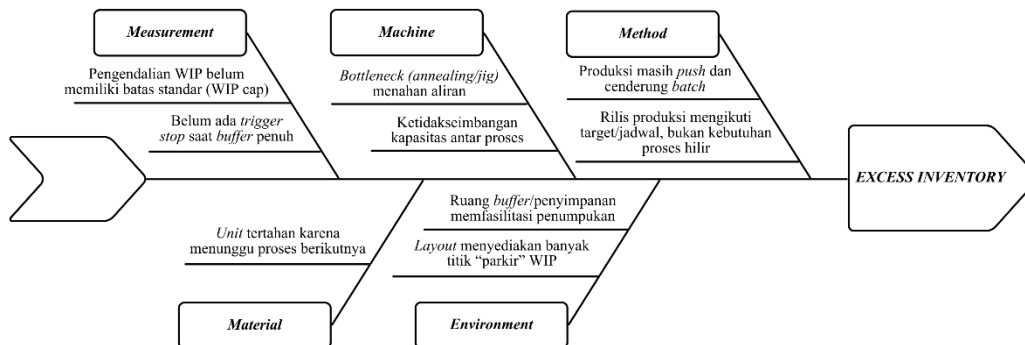 Measurement
Pengendalian WIP belum
memiliki batas standar (WIP cap)
Belum ada trigger
stop saat buffer penuh
Machine
Bottleneck (annealing/jig)
menahan aliran
Ketidakseimbangan
kapasitas antar proses
Method
Produksi masih push dan
cenderung batch
Rilis produksi mengikuti
target/jadwal, bukan kebutuhan
proses hilir
EXCESS INVENTORY
Unit tertahan karena
menunggu proses berikutnya
Material
Ruang buffer/penyimpanan
memfasilitasi penumpukan
Layout menyediakan banyak
titik “parkir” WIP
Environment